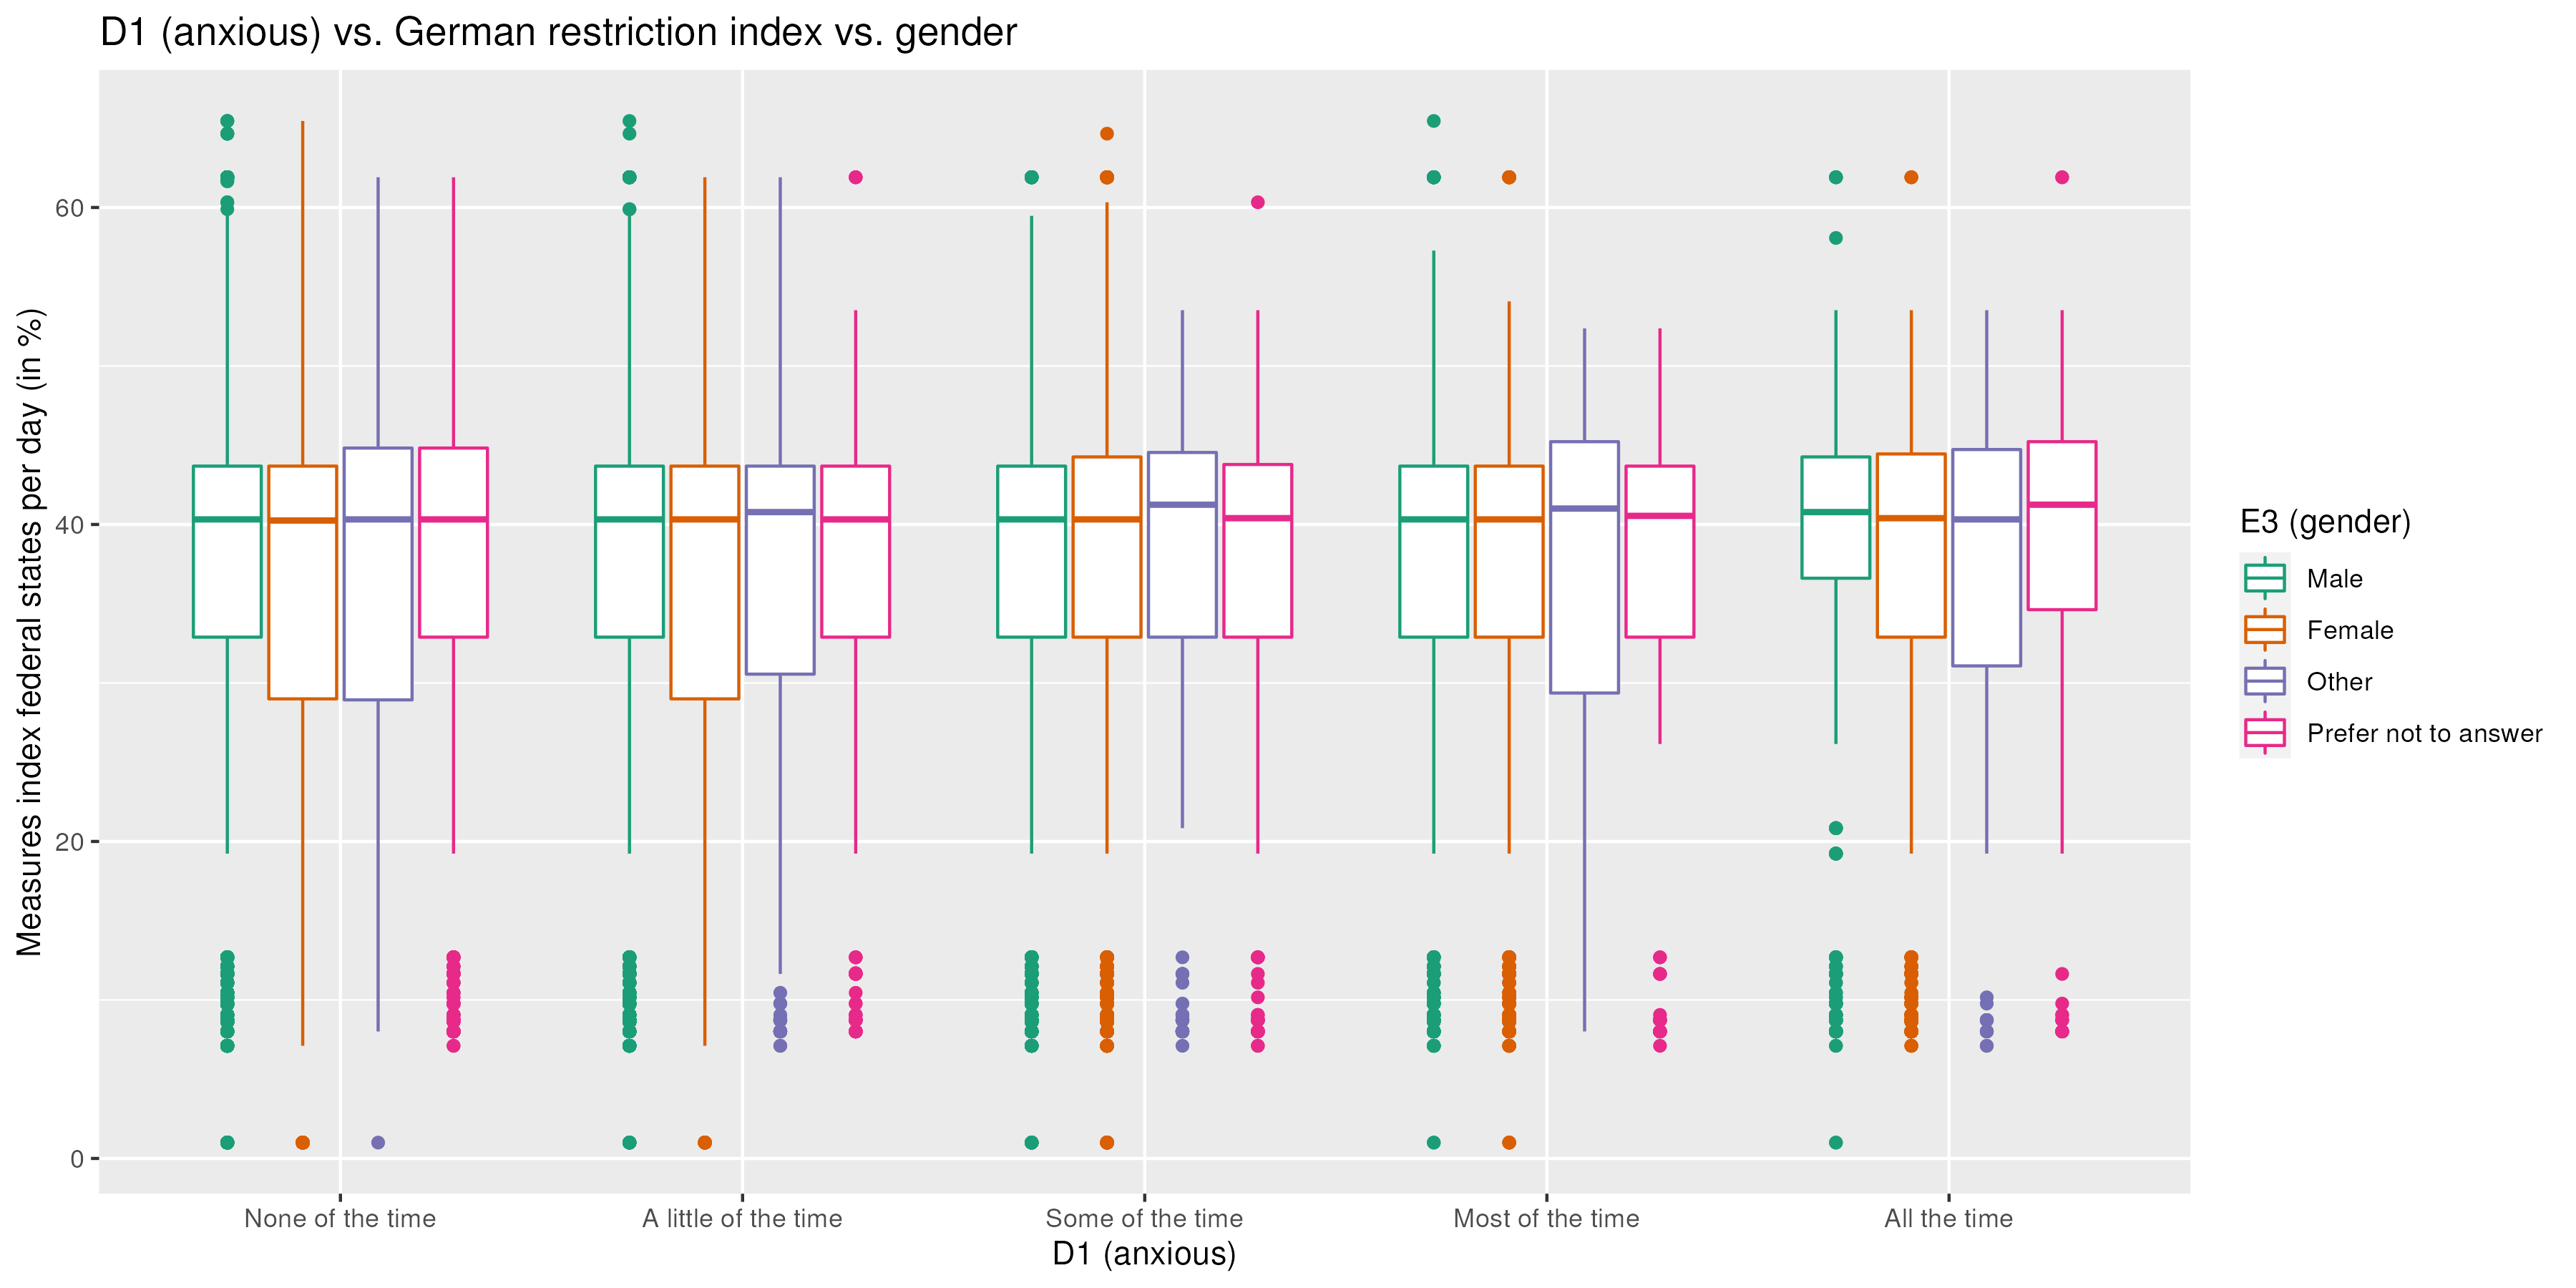 D1 (anxious) vs. German restriction index vs. gender
Measures index federal states per day (in %)
60
40
20
0
None of the time
A little of the time
Some of the time
Most of the time
All the time
D1 (anxious)
E3 (gender)
Male
Female
Other
Prefer not to answer